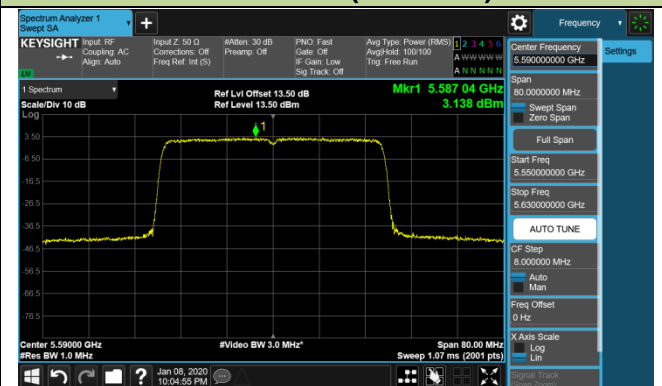 Spectrum Analyzer 1
Swept SA
Frequency
KEYSIGHT
Input: RF
Coupling: AC
Align: Auto
Input Z: 50 Ω
Corrections: Off
Freq Ref: Int (S)
#Atten: 30 dB
Preamp: Off
PNO: Fast
Gate: Off
IF Gain: Low
Sig Track: Off
Avg Type: Power (RMS)
Avg|Hold: 100/100
Trig: Free Run
1 2 3 4 5 6
A W W W W W
A N N N N N
LM
1 Spectrum
Scale/Div 10 dB
Log
Ref Lvl Offset 13.50 dB
Ref Level 13.50 dBm
Mkr1 5.587 04 GHz
3.138 dBm
1
3.50
-6.50
-16.5
-26.5
-36.5
-46.5
-56.5
-66.5
-76.5
Center 5.59000 GHz
#Res BW 1.0 MHz
#Video BW 3.0 MHz*
Span 80.00 MHz
Sweep 1.07 ms (2001 pts)
Center Frequency
5.590000000 GHz
Settings
Span
80.0000000 MHz
Swept Span
Zero Span
Full Span
Start Freq
5.550000000 GHz
Stop Freq
5.630000000 GHz
AUTO TUNE
CF Step
8.000000 MHz
Auto
Man
Freq Offset
0 Hz
X Axis Scale
Log
Lin
Signal Track
Jan 08, 2020
10:04:55 PM